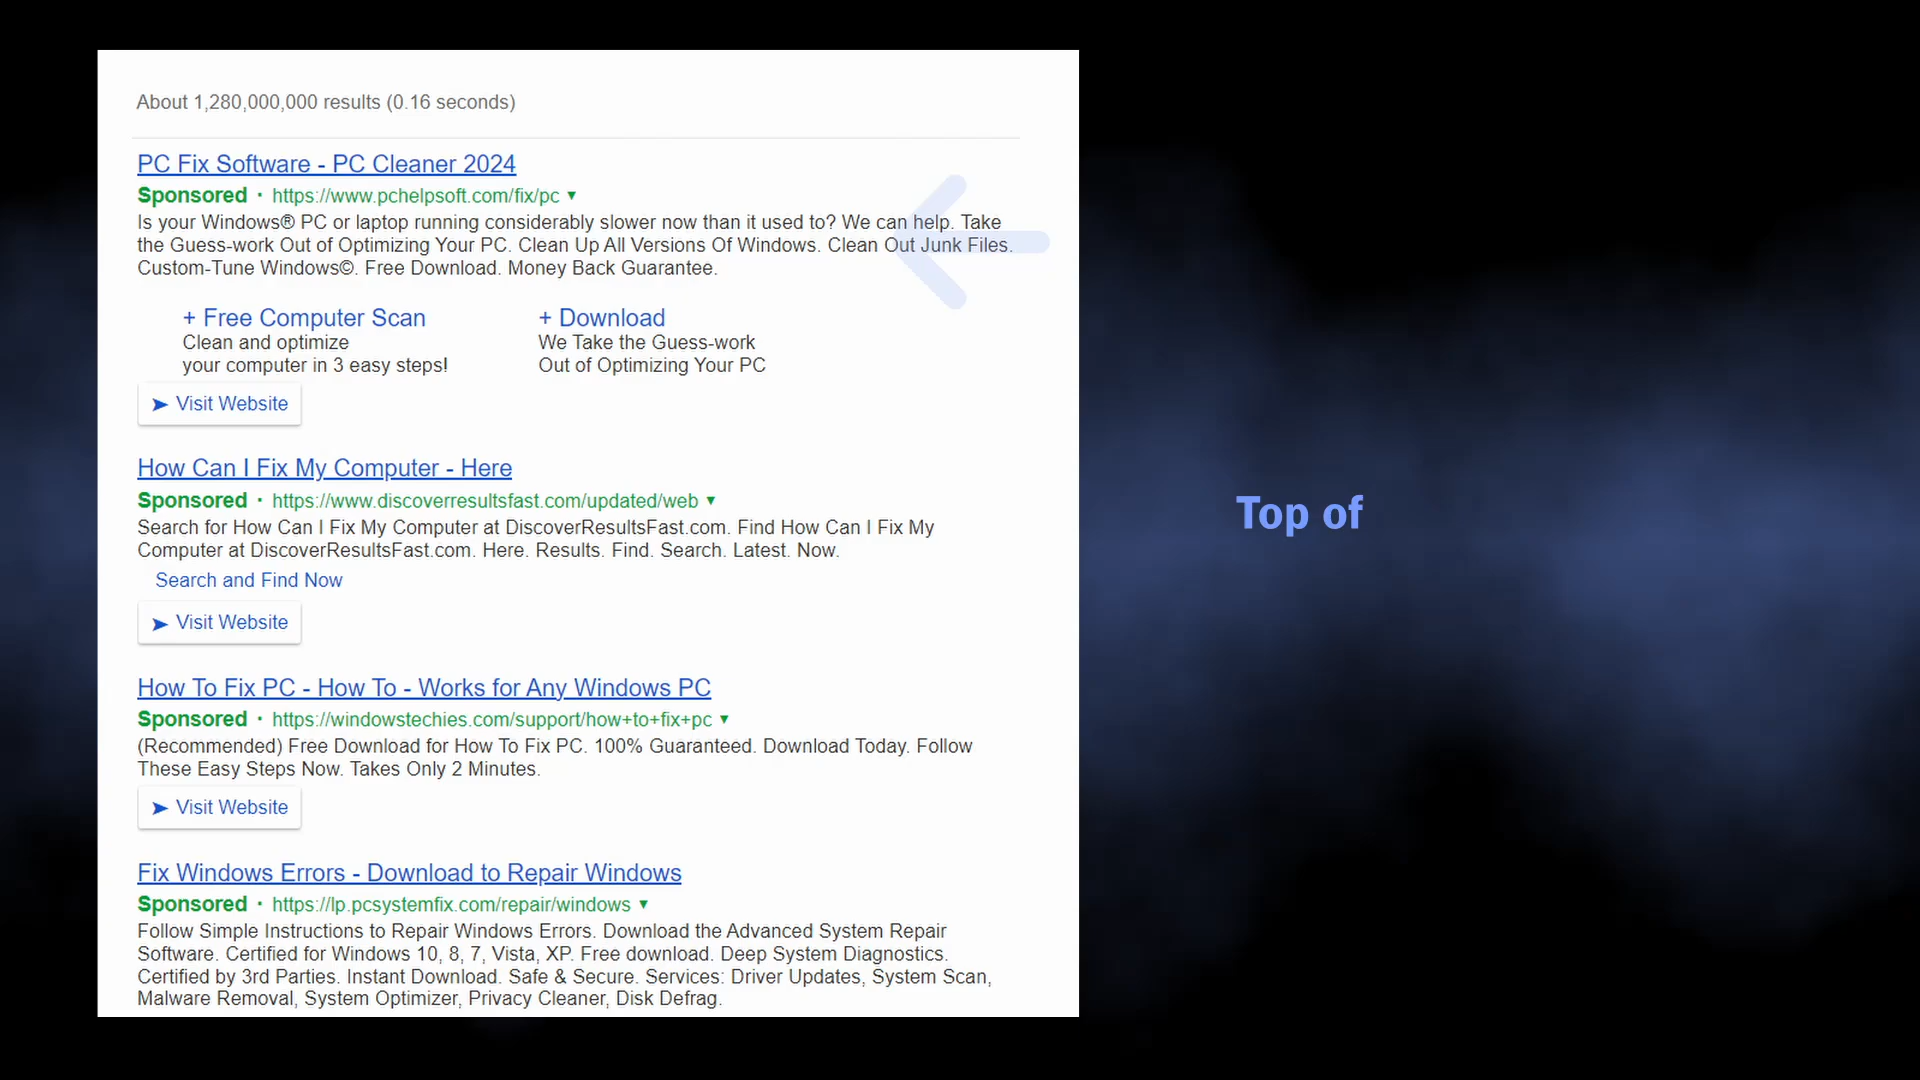 About 1,280,000,000 results (0.16 seconds)
PC Fix Software - PC Cleaner 2024
Sponsored · https://www.pchelpsoft.com/fix/pc ▼
Is your Windows® PC or laptop running considerably slower now than it used to? We can help. Take
the Guess-work Out of Optimizing Your PC. Clean Up All Versions Of Windows. Clean Out Junk Files.
Custom-Tune Windows©. Free Download. Money Back Guarantee.
+ Free Computer Scan
Clean and optimize
your computer in 3 easy steps!
+ Download
We Take the Guess-work
Out of Optimizing Your PC
➤ Visit Website
How Can I Fix My Computer - Here
Sponsored · https://www.discoverresultsfast.com/updated/web ▼
Search for How Can I Fix My Computer at DiscoverResultsFast.com. Find How Can I Fix My
Computer at DiscoverResultsFast.com. Here. Results. Find. Search. Latest. Now.
Search and Find Now
➤ Visit Website
How To Fix PC - How To - Works for Any Windows PC
Sponsored · https://windowstechies.com/support/how+to+fix+pc ▼
(Recommended) Free Download for How To Fix PC. 100% Guaranteed. Download Today. Follow
These Easy Steps Now. Takes Only 2 Minutes.
➤ Visit Website
Fix Windows Errors - Download to Repair Windows
Sponsored · https://lp.pcsystemfix.com/repair/windows ▼
Follow Simple Instructions to Repair Windows Errors. Download the Advanced System Repair
Software. Certified for Windows 10, 8, 7, Vista, XP. Free download. Deep System Diagnostics.
Certified by 3rd Parties. Instant Download. Safe & Secure. Services: Driver Updates, System Scan,
Malware Removal, System Optimizer, Privacy Cleaner, Disk Defrag.
Top of